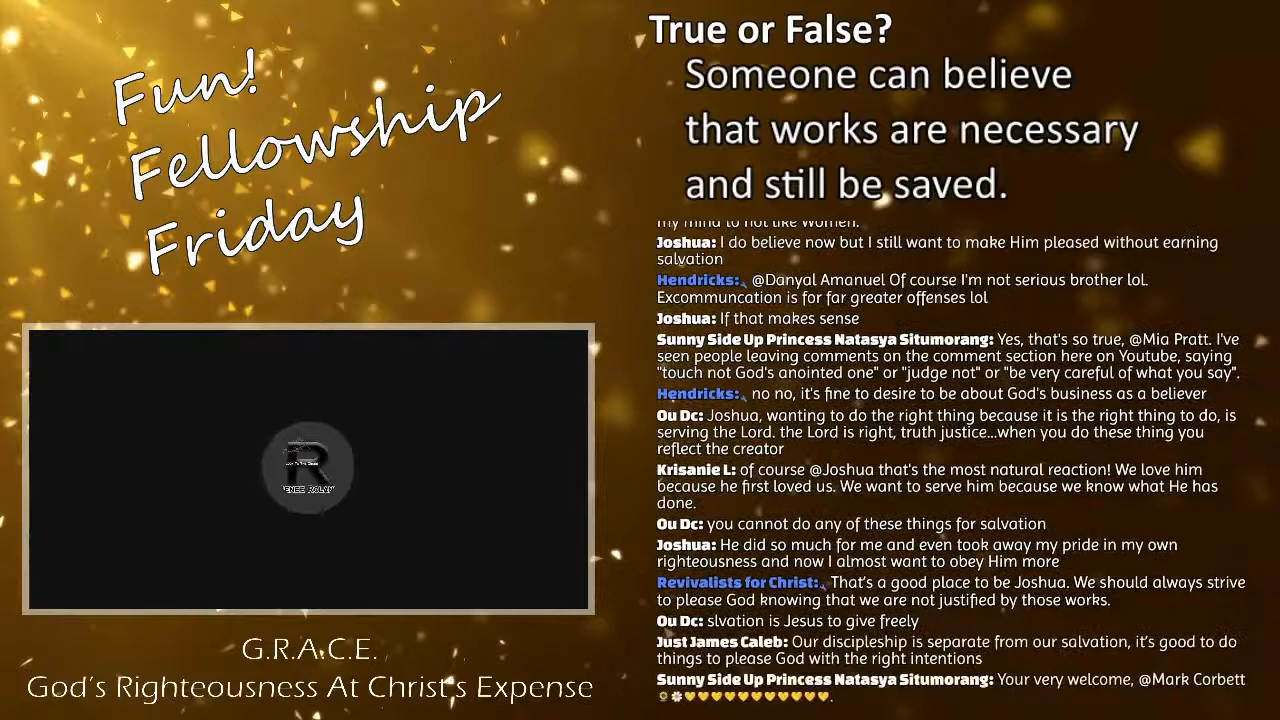 Fun!
Fellowship
Friday
G.R.A.C.E.
God's Righteousness At Christ's Expense
True or False?
Someone can believe
that works are necessary
and still be saved.
my mind to not like women.
Joshua: I do believe now but I still want to make Him pleased without earning
salvation
Hendricks: @Danyal Amanuel Of course I'm not serious brother lol.
Excommuncation is for far greater offenses lol
Joshua: If that makes sense
Sunny Side Up Princess Natasya Situmorang: Yes, that's so true, @Mia Pratt. I've
seen people leaving comments on the comment section here on Youtube, saying
"touch not God's anointed one" or "judge not" or "be very careful of what you say".
Hendricks: no no, it's fine to desire to be about God's business as a believer
Ou Dc: Joshua, wanting to do the right thing because it is the right thing to do, is
serving the Lord. the Lord is right, truth justice...when you do these thing you
reflect the creator
Krisanie L: of course @Joshua that's the most natural reaction! We love him
because he first loved us. We want to serve him because we know what He has
done.
Ou Dc: you cannot do any of these things for salvation
Joshua: He did so much for me and even took away my pride in my own
righteousness and now I almost want to obey Him more
Revivalists for Christ: That's a good place to be Joshua. We should always strive
to please God knowing that we are not justified by those works.
Ou Dc: slvation is Jesus to give freely
Just James Caleb: Our discipleship is separate from our salvation, it's good to do
things to please God with the right intentions
Sunny Side Up Princess Natasya Situmorang: Your very welcome, @Mark Corbett